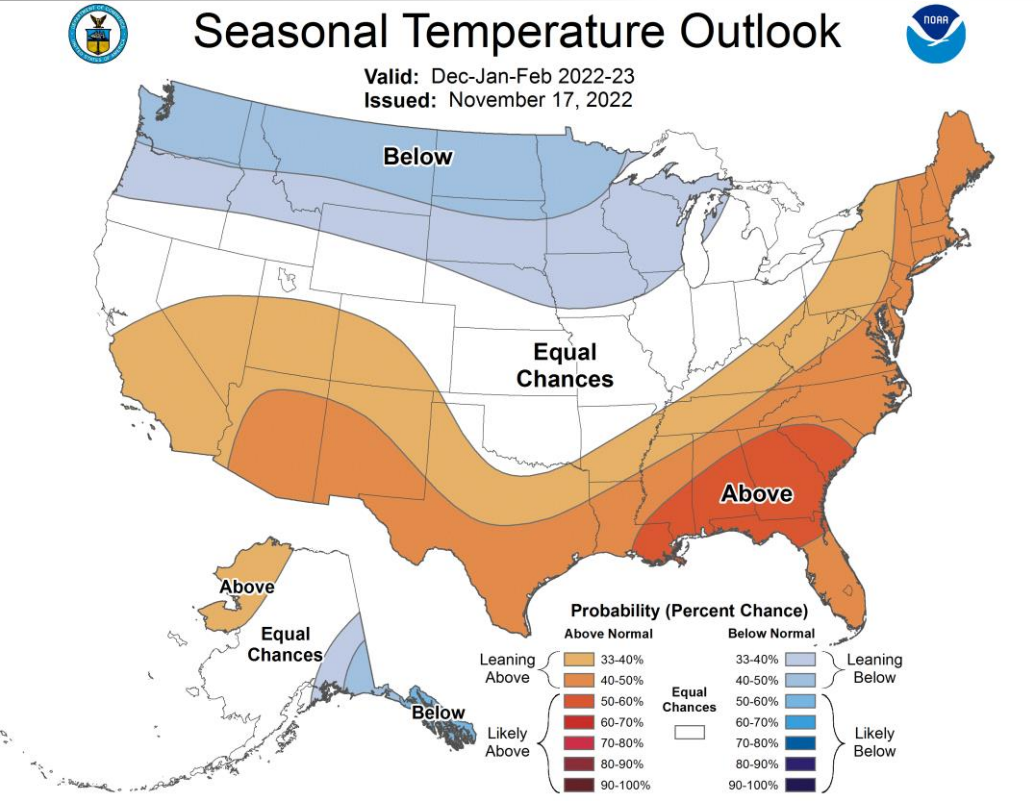 NOAA
Seasonal Temperature Outlook
Valid: Dec-Jan-Feb 2022-23
Issued: November 17, 2022
Below
Equal
Chances
Above
Above
Equal
Chances
Below
Probability (Percent Chance)
Above Normal
Below Normal
Leaning
Above
33-40%
40-50%
Likely
Above
50-60%
60-70%
70-80%
80-90%
90-100%
Equal
Chances
33-40%
40-50%
Leaning
Below
50-60%
60-70%
70-80%
80-90%
90-100%
Likely
Below